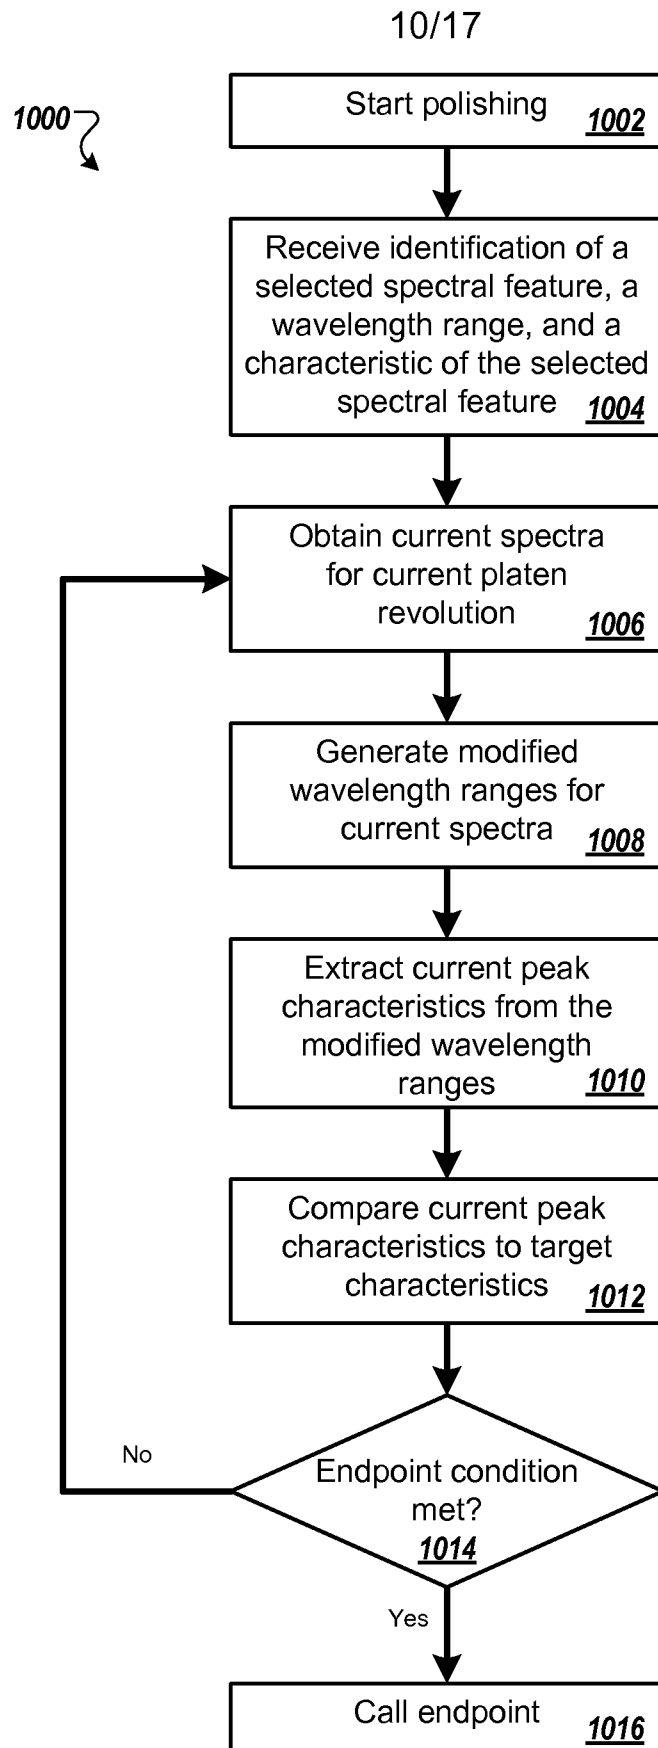 10/17
1000
Start polishing
1002
Receive identification of a
selected spectral feature, a
wavelength range, and a
characteristic of the selected
spectral feature 1004
Obtain current spectra
for current platen
revolution
1006
Generate modified
wavelength ranges for
current spectra
1008
Extract current peak
characteristics from the
modified wavelength
ranges
1010
Compare current peak
characteristics to target
characteristics
1012
No
Endpoint condition
met?
1014
Yes
Call endpoint
1016